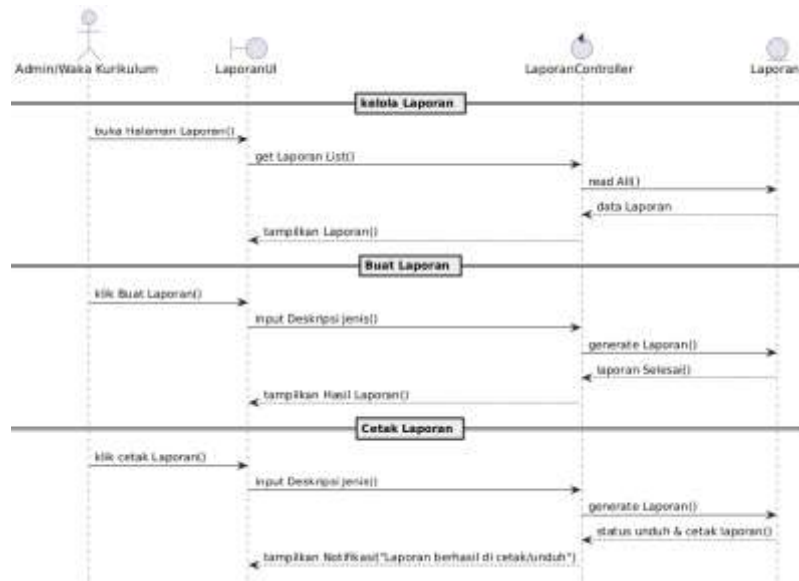 Admin/Waka Kurikulum
LaporanUI
LaporanController
Laporan
kelola Laporan
buka Halaman Laporan()
get Laporan List()
read All()
data Laporan
tampilkan Laporan()
Buat Laporan
klik Buat Laporan()
input Deskripsi jenis()
generate Laporan()
laporan Selesai()
tampilkan Hasil Laporan()
Cetak Laporan
klik cetak Laporan()
input Deskripsi jenis()
generate Laporan()
status unduh & cetak laporan()
tampilkan Notifikasi("Laporan berhasil di cetak/unduh")